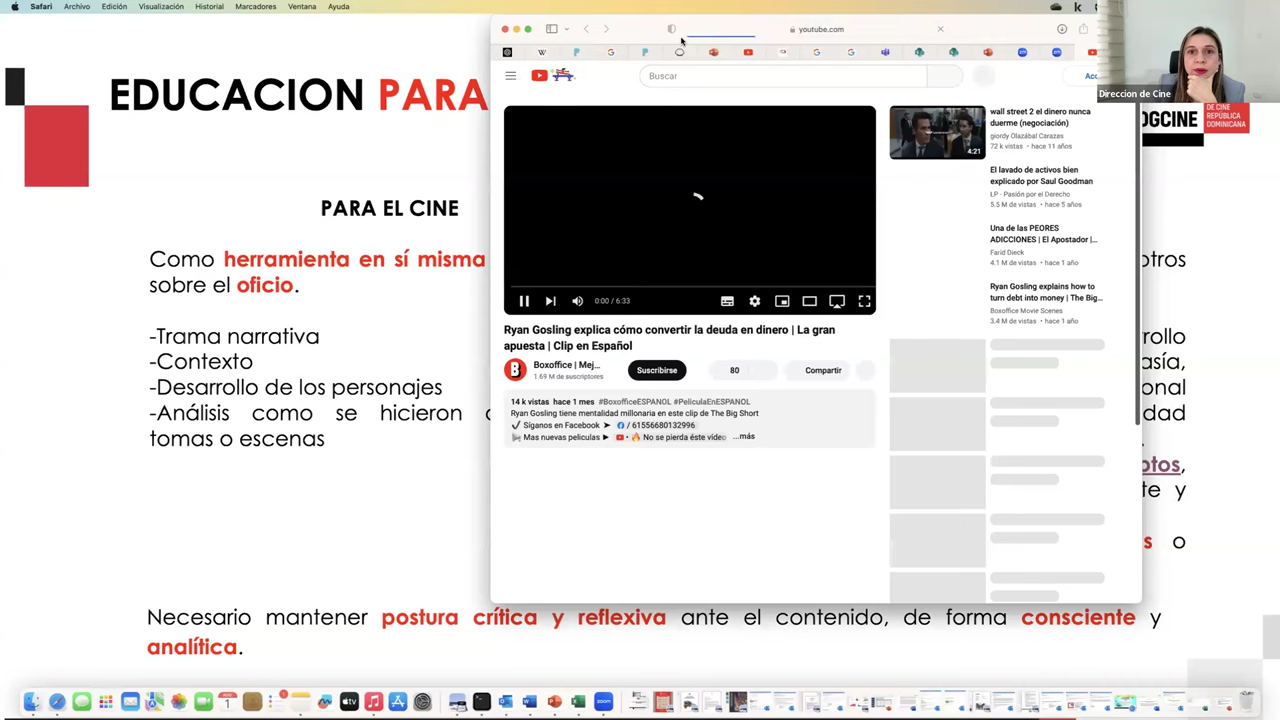 Safari Archivo Edición Visualización Historial Marcadores Ventana Ayuda
EDUCACION PARA
PARA EL CINE
Como herramienta en sí misma
sobre el oficio.
-Trama narrativa
-Contexto
-Desarrollo de los personajes
-Análisis como se hicieron
tomas o escenas
Necesario mantener postura crítica y reflexiva ante el contenido, de forma consciente y
analítica.
youtube.com
Buscar
0:00 / 6:33
Ryan Gosling explica cómo convertir la deuda en dinero | La gran
apuesta | Clip en Español
Boxoffice | Mej...
1.69 M de suscriptores
Suscribirse
80
Compartir
14 k vistas hace 1 mes #BoxofficeESPANOL #PeliculaEnESPANOL
Ryan Gosling tiene mentalidad millonaria en este clip de The Big Short
Síganos en Facebook ➤ / 61556680132996
Mas nuevas peliculas ► No se pierda éste vídeo ...más
4:21
wall street 2 el dinero nunca
duerme (negociación)
giordy Olazábal Carazas
72 k vistas • hace 11 años
El lavado de activos bien
explicado por Saul Goodman
LP - Pasión por el Derecho
5.5 M de vistas • hace 5 años
Una de las PEORES
ADICCIONES | El Apostador |...
Farid Dieck
4.1 M de vistas • hace 1 año
Ryan Gosling explains how to
turn debt into money | The Big...
Boxoffice Movie Scenes
3.4 M de vistas • hace 1 año
Direccion de Cine
OGCINE
DE CINE
REPÚBLICA
DOMINICANA
otros
y